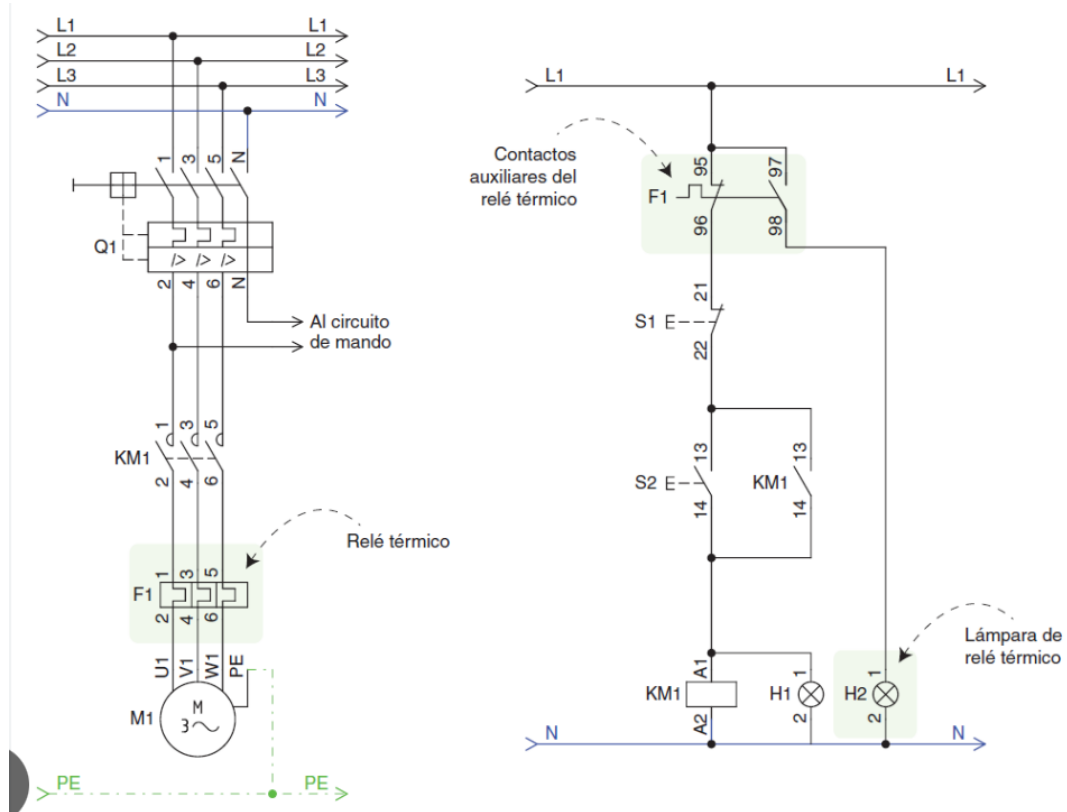 L1 L1
L2 L2
L3 L3
N N
1 3 5 N
Q1
I> I> I>
2 4 6 N
Al circuito
de mando
1 3 5
KM1
2 4 6
Relé térmico
1 3 5
F1
2 4 6
U1 V1 W1 PE
M1
M
3
PE PE
L1 L1
Contactos
auxiliares del
relé térmico
95 97
F1
96 98
21
S1
22
13 13
S2 KM1
14 14
Lámpara de
relé térmico
A1 1 1
KM1 H1 H2
A2 2 2
N N